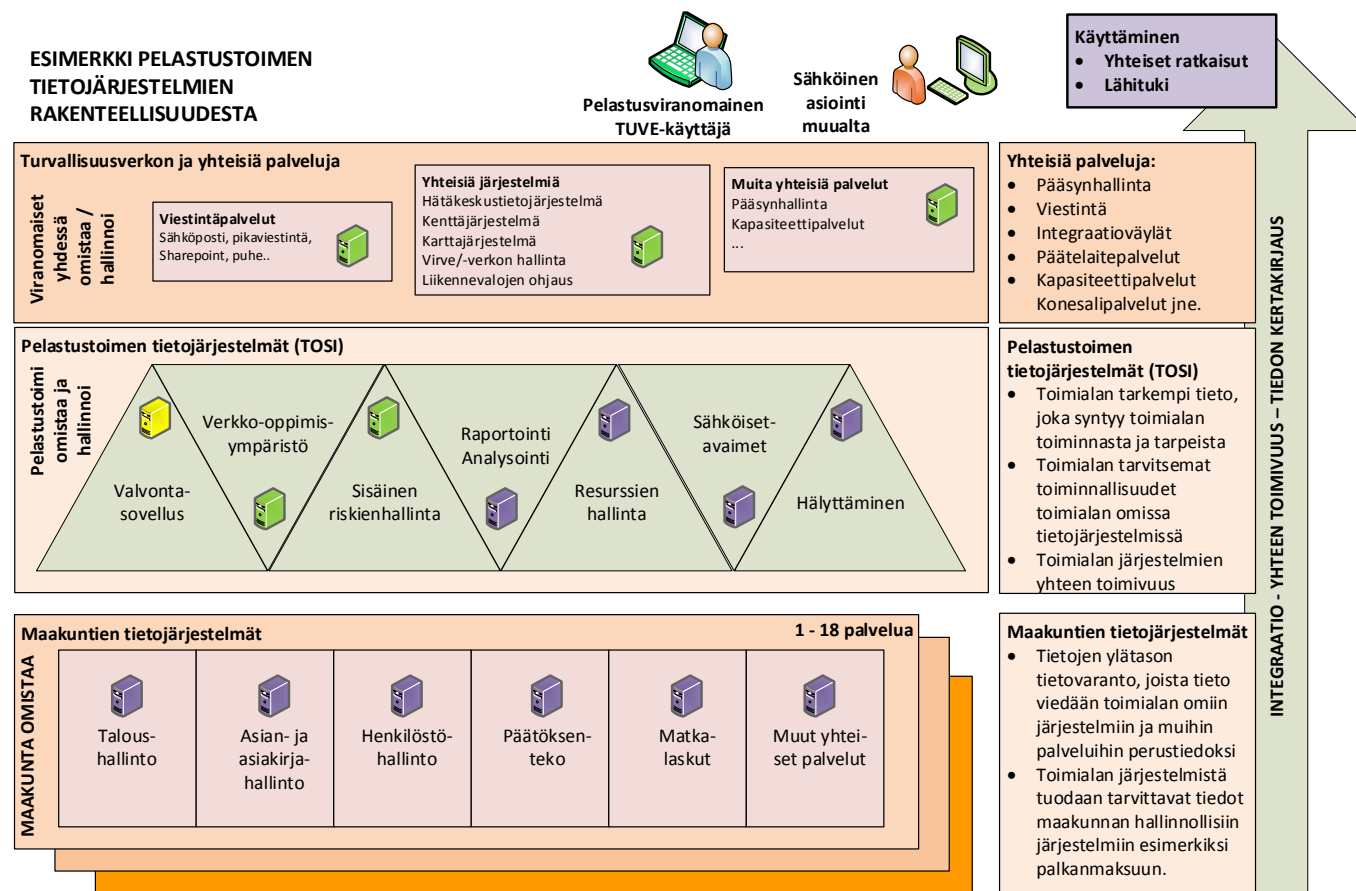 ESIMERKKI PELASTUSTOIMEN
TIETOJÄRJESTELMIEN
RAKENTEELLISUUDESTA
Pelastusviranomainen
TUVE-käyttäjä
Sähköinen
asiointi
muualta
Käyttäminen
• Yhteiset ratkaisut
• Lähituki
Viranomaiset
yhdessä
omistaa /
hallinnoi
Turvallisuusverkon ja yhteisiä palveluja
Viestintäpalvelut
Sähköposti, pikaviestintä,
Sharepoint, puhe..
Yhteisiä järjestelmiä
Hätäkeskustietojärjestelmä
Kenttäjärjestelmä
Karttajärjestelmä
Virve/-verkon hallinta
Liikennevalojen ohjaus
Muita yhteisiä palvelut
Pääsynhallinta
Kapasiteettipalvelut
...
Yhteisiä palveluja:
• Pääsynhallinta
• Viestintä
• Integraatioväylät
• Päätelaitepalvelut
• Kapasiteettipalvelut
Konesalipalvelut jne.
Pelastustoimi
omistaa ja
hallinnoi
Pelastustoimen tietojärjestelmät (TOSI)
Valvonta-
sovellus
Verkko-oppimis-
ympäristö
Sisäinen
riskienhallinta
Raportointi
Analysointi
Resurssien
hallinta
Sähköiset-
avaimet
Hälyttäminen
Pelastustoimen
tietojärjestelmät (TOSI)
• Toimialan tarkempi tieto,
joka syntyy toimialan
toiminnasta ja tarpeista
• Toimialan tarvitsemat
toiminnallisuudet
toimialan omissa
tietojärjestelmissä
• Toimialan järjestelmien
yhteen toimivuus
MAAKUNTA OMISTAA
Maakuntien tietojärjestelmät
1 - 18 palvelua
Talous-
hallinto
Asian- ja
asiakirja-
hallinto
Henkilöstö-
hallinto
Päätöksen-
teko
Matka-
laskut
Muut yhtei-
set palvelut
Maakuntien tietojärjestelmät
• Tietojen ylätason
tietovaranto, joista tieto
viedään toimialan omiin
järjestelmiin ja muihin
palveluihin perustiedoksi
• Toimialan järjestelmistä
tuodaan tarvittavat tiedot
maakunnan hallinnollisiin
järjestelmiin esimerkiksi
palkanmaksuun.
INTEGRAATIO - YHTEEN TOIMIVUUS – TIEDON KERTAKIRJAUS